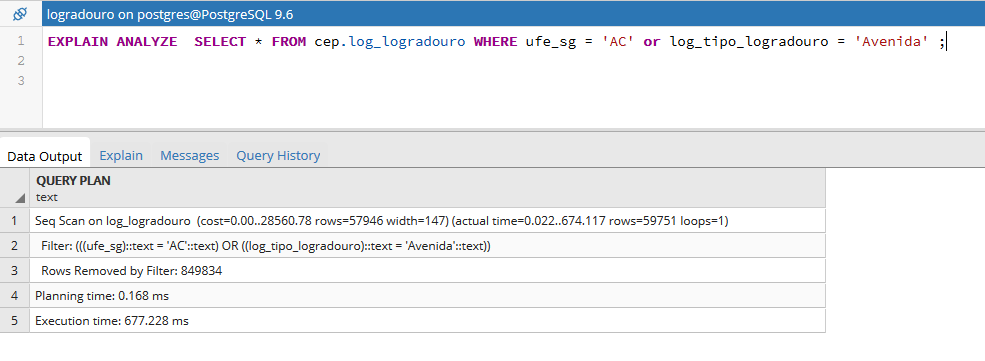 logradouro on postgres@PostgreSQL 9.6
1 EXPLAIN ANALYZE  SELECT * FROM cep.log_logradouro WHERE ufe_sg = 'AC' or log_tipo_logradouro = 'Avenida' ;
2
3
Data Output Explain Messages Query History
QUERY PLAN
text
1 Seq Scan on log_logradouro (cost=0.00..28560.78 rows=57946 width=147) (actual time=0.022..674.117 rows=59751 loops=1)
2 Filter: (((ufe_sg)::text = 'AC'::text) OR ((log_tipo_logradouro)::text = 'Avenida'::text))
3 Rows Removed by Filter: 849834
4 Planning time: 0.168 ms
5 Execution time: 677.228 ms